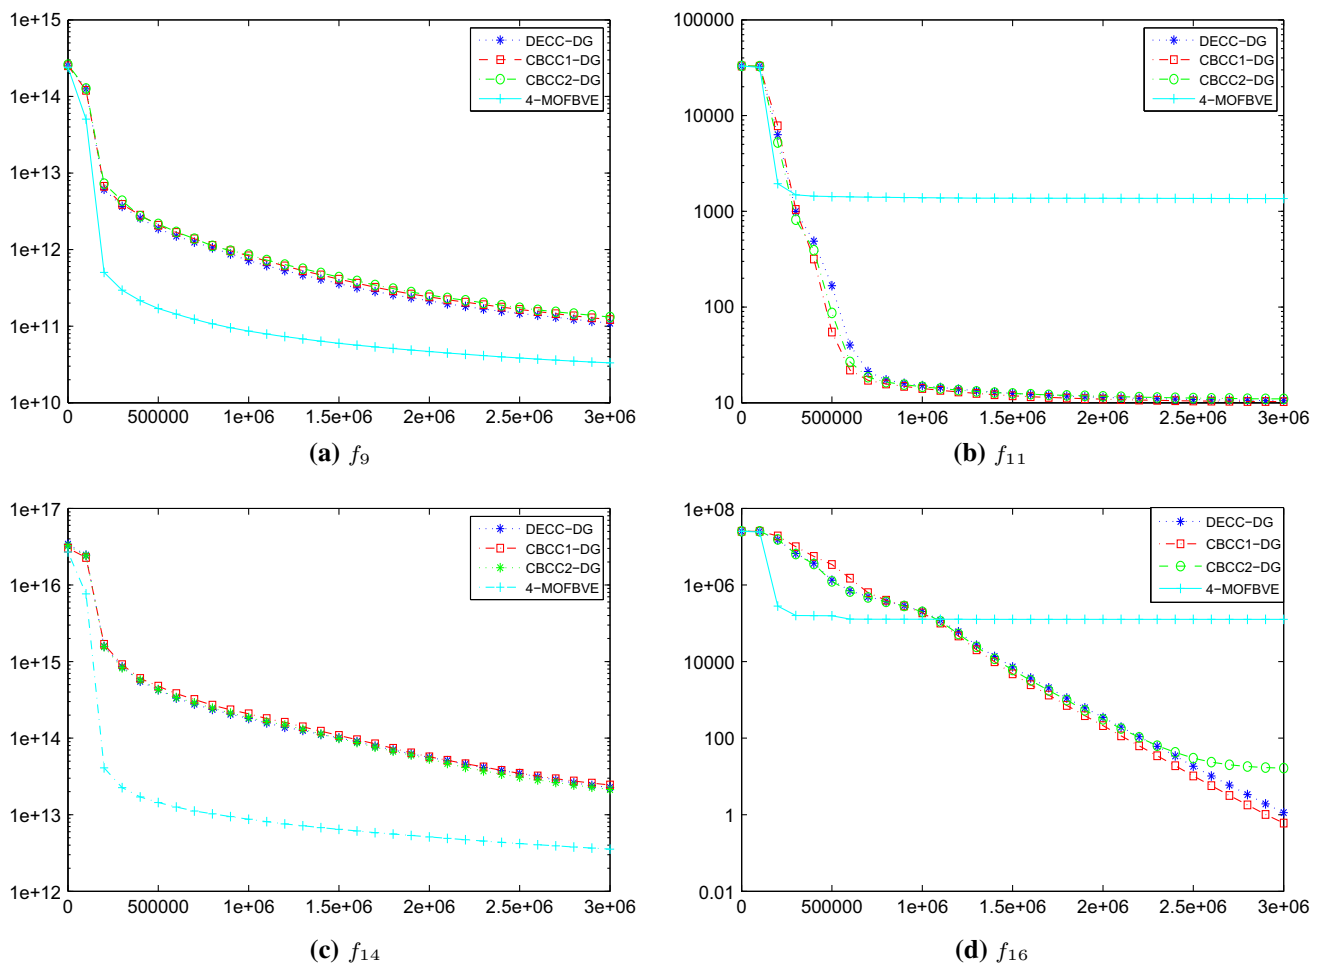 1e+15
1e+14
1e+13
1e+12
1e+11
1e+10
0 500000 1e+06 1.5e+06 2e+06 2.5e+06 3e+06
DECC-DG
CBCC1-DG
CBCC2-DG
4-MOFBVE
(a) f9
100000
10000
1000
100
10
0 500000 1e+06 1.5e+06 2e+06 2.5e+06 3e+06
DECC-DG
CBCC1-DG
CBCC2-DG
4-MOFBVE
(b) f11
1e+17
1e+16
1e+15
1e+14
1e+13
1e+12
0 500000 1e+06 1.5e+06 2e+06 2.5e+06 3e+06
DECC-DG
CBCC1-DG
CBCC2-DG
4-MOFBVE
(c) f14
1e+08
1e+06
10000
100
1
0.01
0 500000 1e+06 1.5e+06 2e+06 2.5e+06 3e+06
DECC-DG
CBCC1-DG
CBCC2-DG
4-MOFBVE
(d) f16